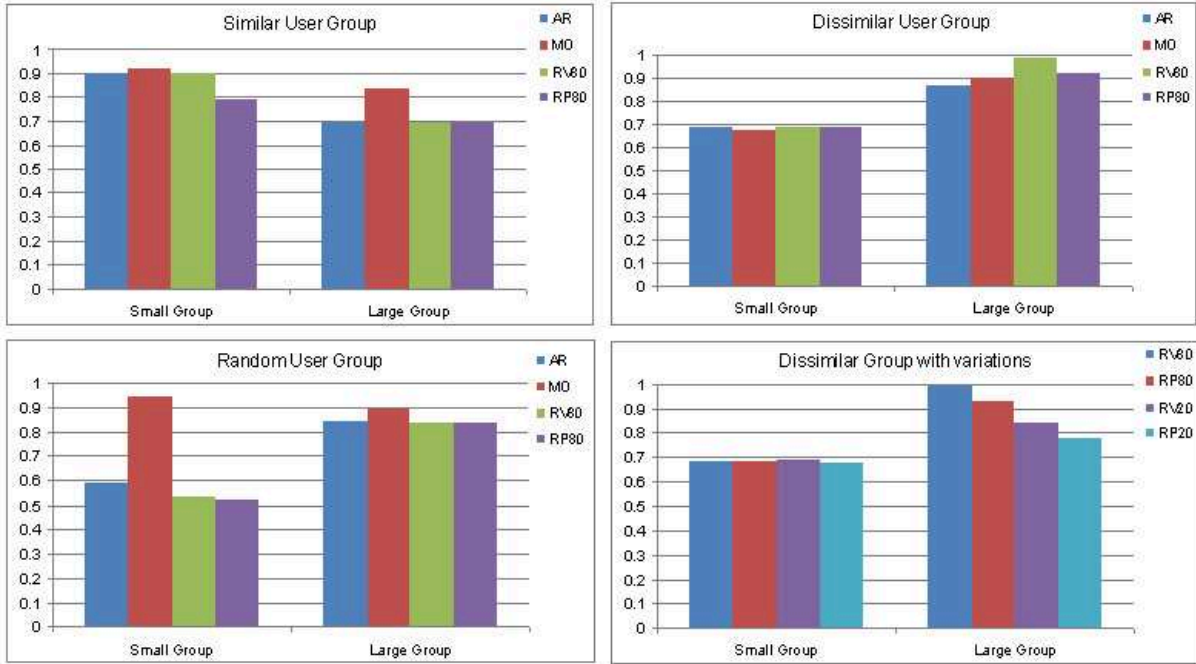 Similar User Group
AR
MO
RV80
RP80
1
0.9
0.8
0.7
0.6
0.5
0.4
0.3
0.2
0.1
0
Small Group
Large Group
Dissimilar User Group
AR
MO
RV80
RP80
1
0.9
0.8
0.7
0.6
0.5
0.4
0.3
0.2
0.1
0
Small Group
Large Group
Random User Group
AR
MO
RV80
RP80
1
0.9
0.8
0.7
0.6
0.5
0.4
0.3
0.2
0.1
0
Small Group
Large Group
Dissimilar Group with variations
RV80
RP80
RV20
RP20
1
0.9
0.8
0.7
0.6
0.5
0.4
0.3
0.2
0.1
0
Small Group
Large Group